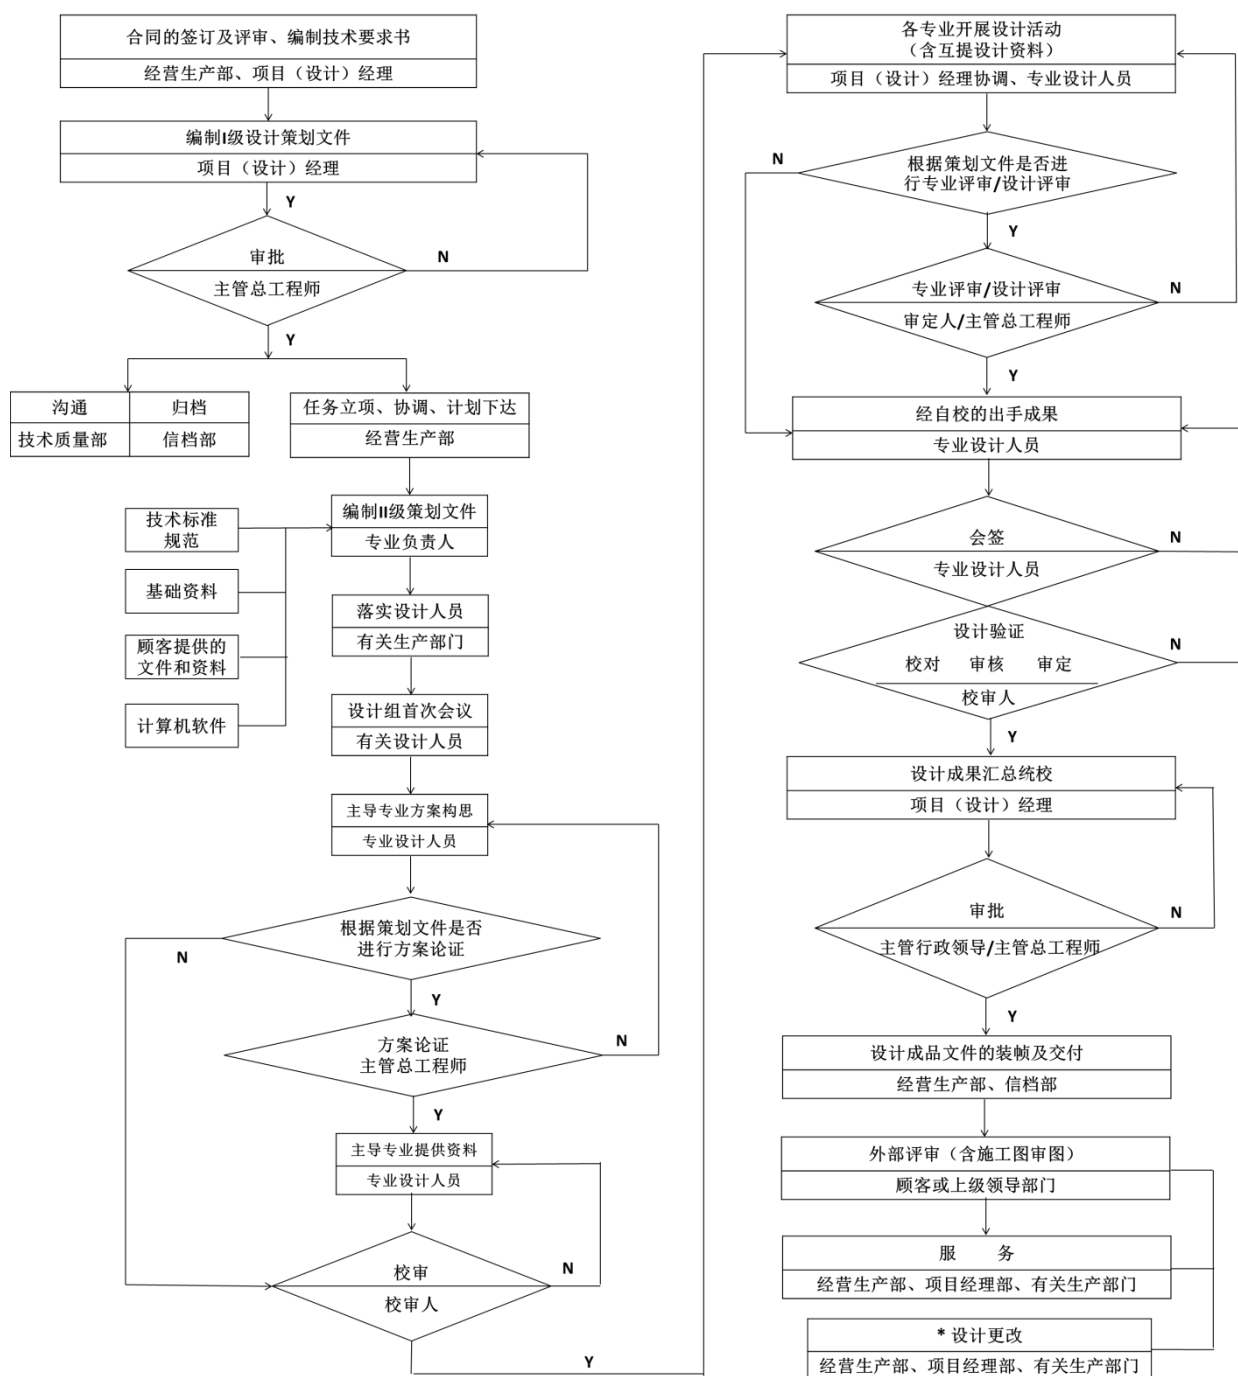 合同的签订及评审、编制技术要求书
经营生产部、项目（设计）经理
编制I级设计策划文件
项目（设计）经理
Y
审批
主管总工程师
N
Y
沟通
归档
技术质量部
信档部
任务立项、协调、计划下达
经营生产部
技术标准
规范
基础资料
顾客提供的
文件和资料
计算机软件
编制II级策划文件
专业负责人
落实设计人员
有关生产部门
设计组首次会议
有关设计人员
主导专业方案构思
专业设计人员
根据策划文件是否
进行方案论证
N
Y
方案论证
主管总工程师
N
Y
主导专业提供资料
专业设计人员
校审
校审人
N
Y
各专业开展设计活动
（含互提设计资料）
项目（设计）经理协调、专业设计人员
根据策划文件是否进
行专业评审/设计评审
N
Y
专业评审/设计评审
审定人/主管总工程师
N
Y
经自校的出手成果
专业设计人员
会签
专业设计人员
N
设计验证
校对 审核 审定
校审人
N
Y
设计成果汇总统校
项目（设计）经理
审批
主管行政领导/主管总工程师
N
Y
设计成品文件的装帧及交付
经营生产部、信档部
外部评审（含施工图审图）
顾客或上级领导部门
服 务
经营生产部、项目经理部、有关生产部门
* 设计更改
经营生产部、项目经理部、有关生产部门